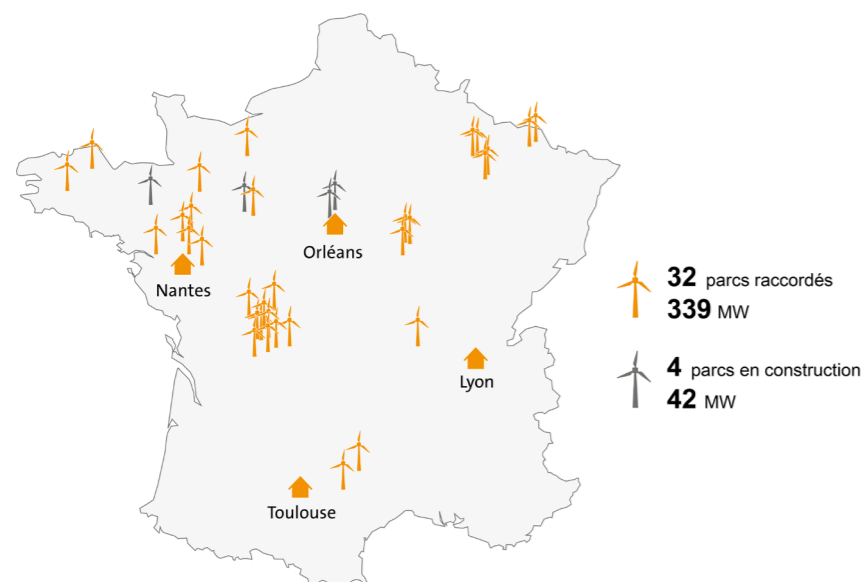 Orléans
Nantes
Lyon
Toulouse
32 parcs raccordés
339 MW
4 parcs en construction
42 MW